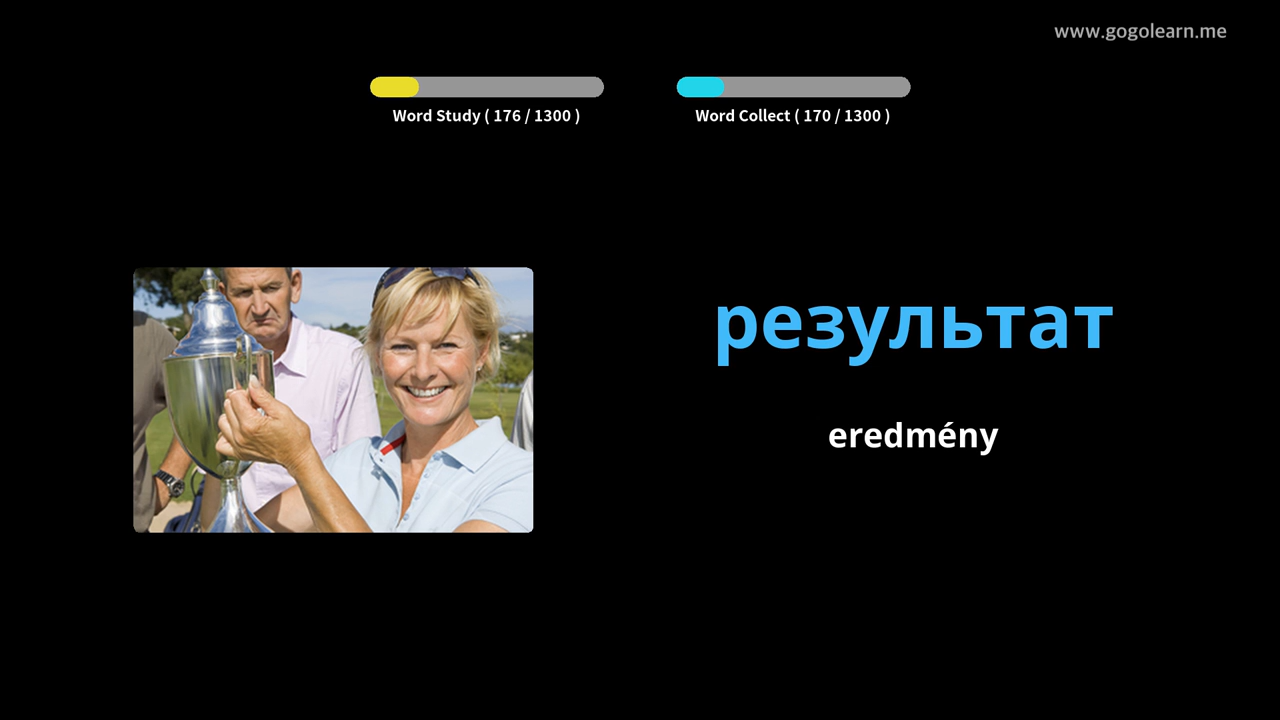 www.gogolearn.me
Word Study ( 176 / 1300 )
Word Collect ( 170 / 1300 )
результат
eredmény